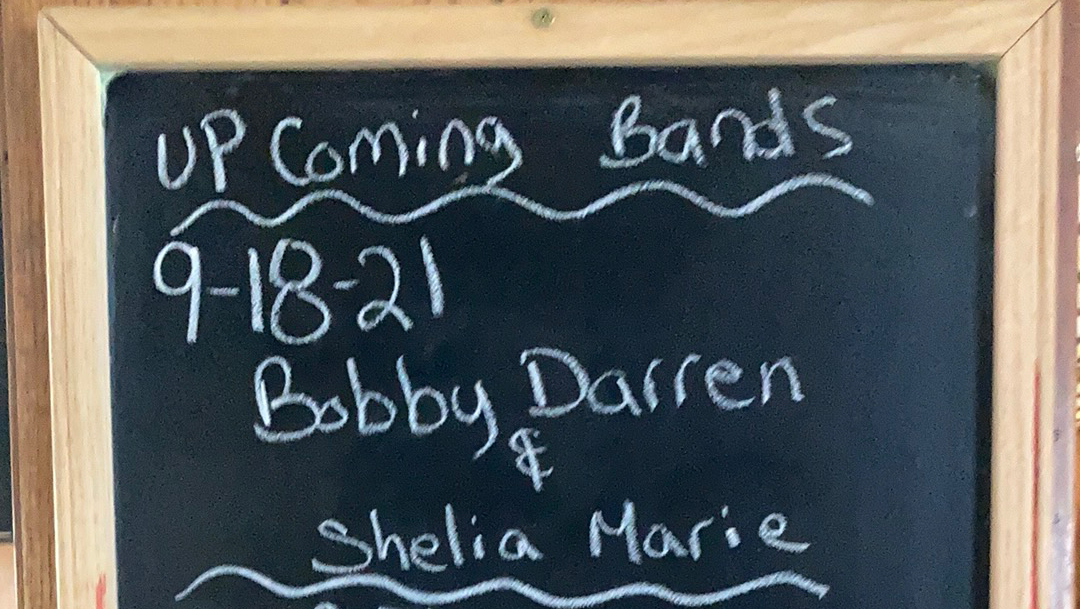 UP Coming Bands
9-18-21
Bobby Darren
&
Shelia Marie